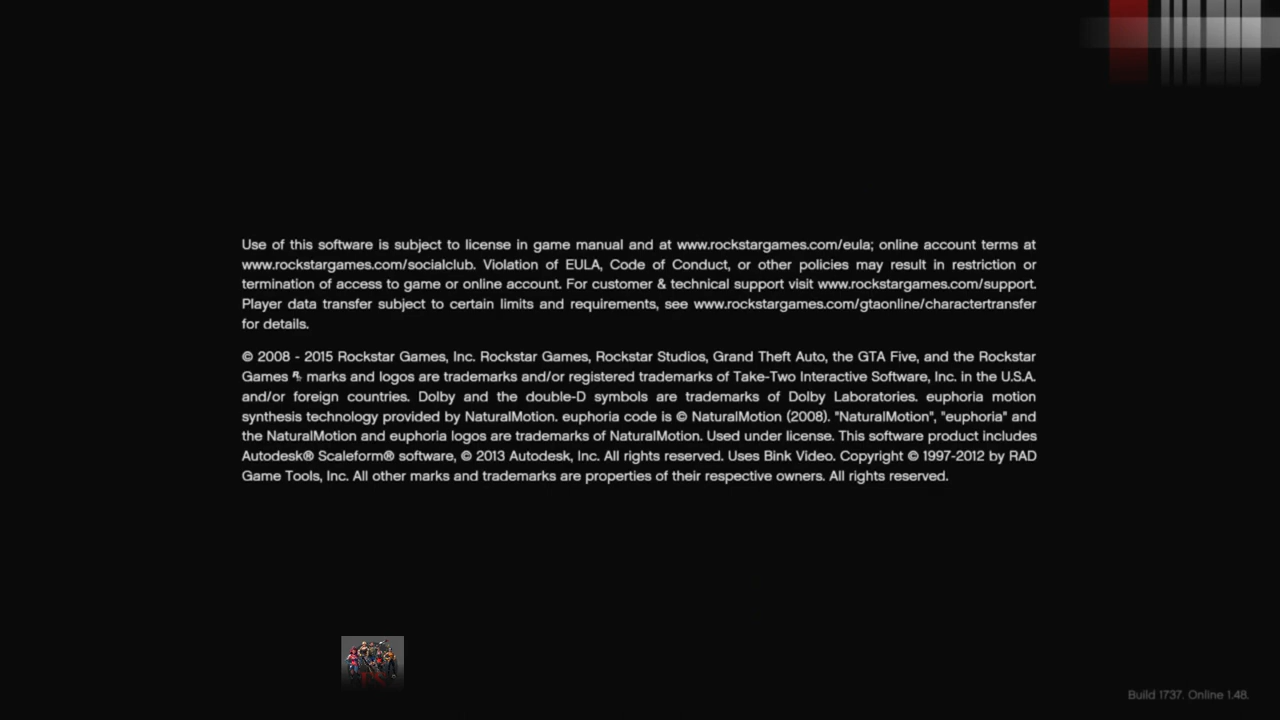 Use of this software is subject to license in game manual and at www.rockstargames.com/eula; online account terms at
www.rockstargames.com/socialclub. Violation of EULA, Code of Conduct, or other policies may result in restriction or
termination of access to game or online account. For customer & technical support visit www.rockstargames.com/support.
Player data transfer subject to certain limits and requirements, see www.rockstargames.com/gtaonline/charactertransfer
for details.
© 2008 - 2015 Rockstar Games, Inc. Rockstar Games, Rockstar Studios, Grand Theft Auto, the GTA Five, and the Rockstar
Games R* marks and logos are trademarks and/or registered trademarks of Take-Two Interactive Software, Inc. in the U.S.A.
and/or foreign countries. Dolby and the double-D symbols are trademarks of Dolby Laboratories. euphoria motion
synthesis technology provided by NaturalMotion. euphoria code is © NaturalMotion (2008). "NaturalMotion", "euphoria" and
the NaturalMotion and euphoria logos are trademarks of NaturalMotion. Used under license. This software product includes
Autodesk® Scaleform® software, © 2013 Autodesk, Inc. All rights reserved. Uses Bink Video. Copyright © 1997-2012 by RAD
Game Tools, Inc. All other marks and trademarks are properties of their respective owners. All rights reserved.
Build 1737. Online 1.48.